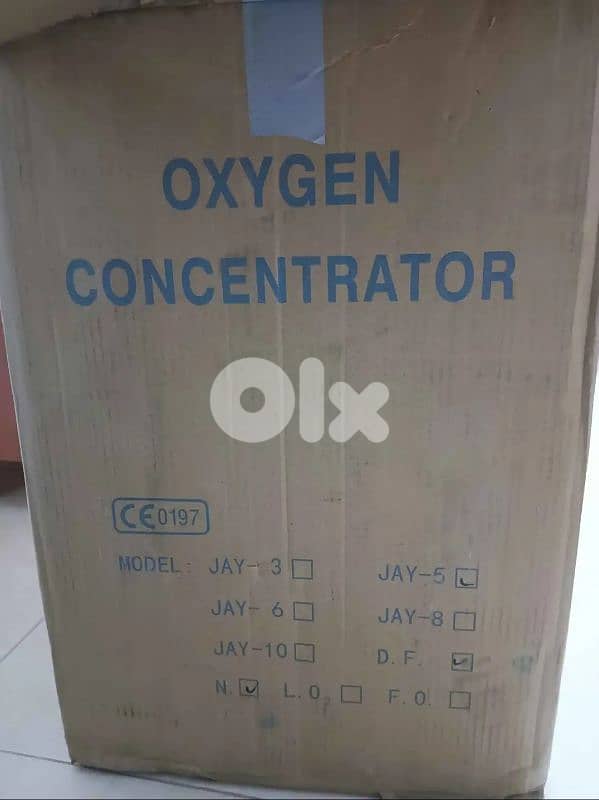 OXYGEN
CONCENTRATOR
OLX
CE0197
MODEL: JAY- 3 □ JAY-5 ☑
JAY- 6 □ JAY-8 □
JAY-10 □ D.F. ☑
N. ☑ L.O. □ F.O. □